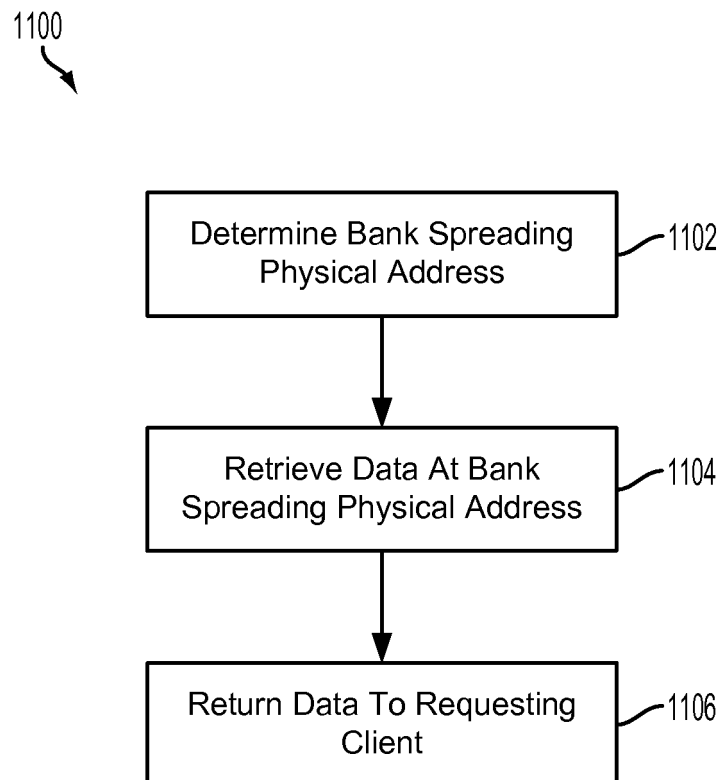 1100
Determine Bank Spreading
Physical Address
1102
Retrieve Data At Bank
Spreading Physical Address
1104
Return Data To Requesting
Client
1106